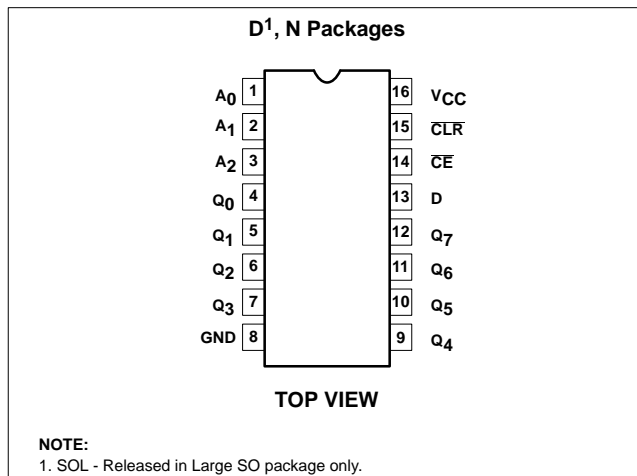 D¹, N Packages
A0 1 16 VCC
A1 2 15 C̅L̅R̅
A2 3 14 C̅E̅
Q0 4 13 D
Q1 5 12 Q7
Q2 6 11 Q6
Q3 7 10 Q5
GND 8 9 Q4
TOP VIEW
NOTE:
1. SOL - Released in Large SO package only.